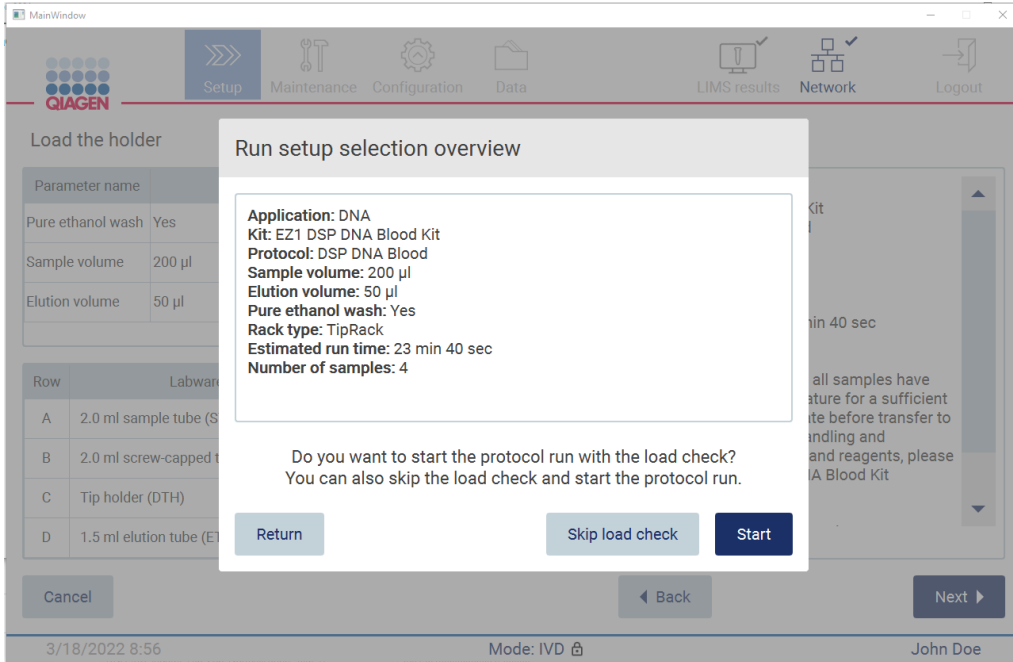 MainWindow
QIAGEN
Setup
Maintenance
Configuration
Data
LIMS results
Network
Logout
Load the holder
Run setup selection overview
Parameter name
Pure ethanol wash Yes
Sample volume 200 µl
Elution volume 50 µl
Application: DNA
Kit: EZ1 DSP DNA Blood Kit
Protocol: DSP DNA Blood
Sample volume: 200 µl
Elution volume: 50 µl
Pure ethanol wash: Yes
Rack type: TipRack
Estimated run time: 23 min 40 sec
Number of samples: 4
Do you want to start the protocol run with the load check?
You can also skip the load check and start the protocol run.
Return
Skip load check
Start
Row
A 2.0 ml sample tube
B 2.0 ml screw-capped
C Tip holder (DTH)
D 1.5 ml elution tube
Kit
40 sec
all samples have
for a sufficient
before transfer to
and
and reagents, please
Blood Kit
Cancel
Back
Next
3/18/2022 8:56
Mode: IVD
John Doe